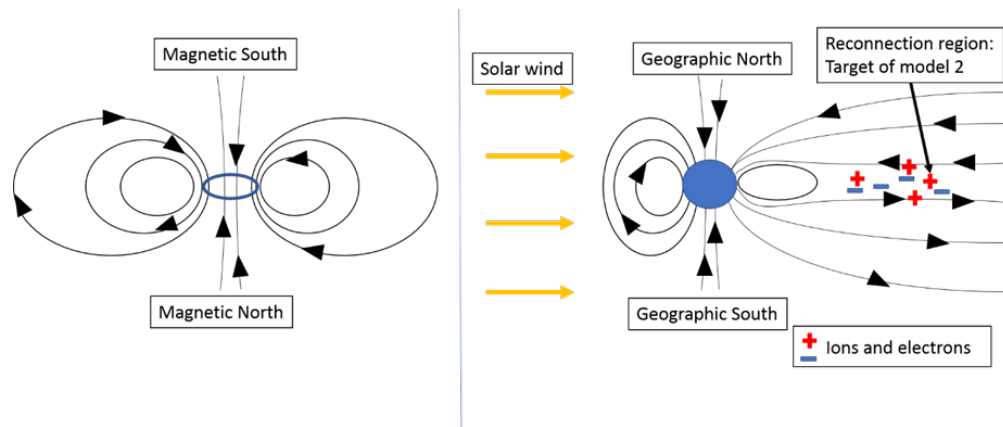 Magnetic South
Magnetic North
Solar wind
Geographic North
Reconnection region:
Target of model 2
Geographic South
Ions and electrons